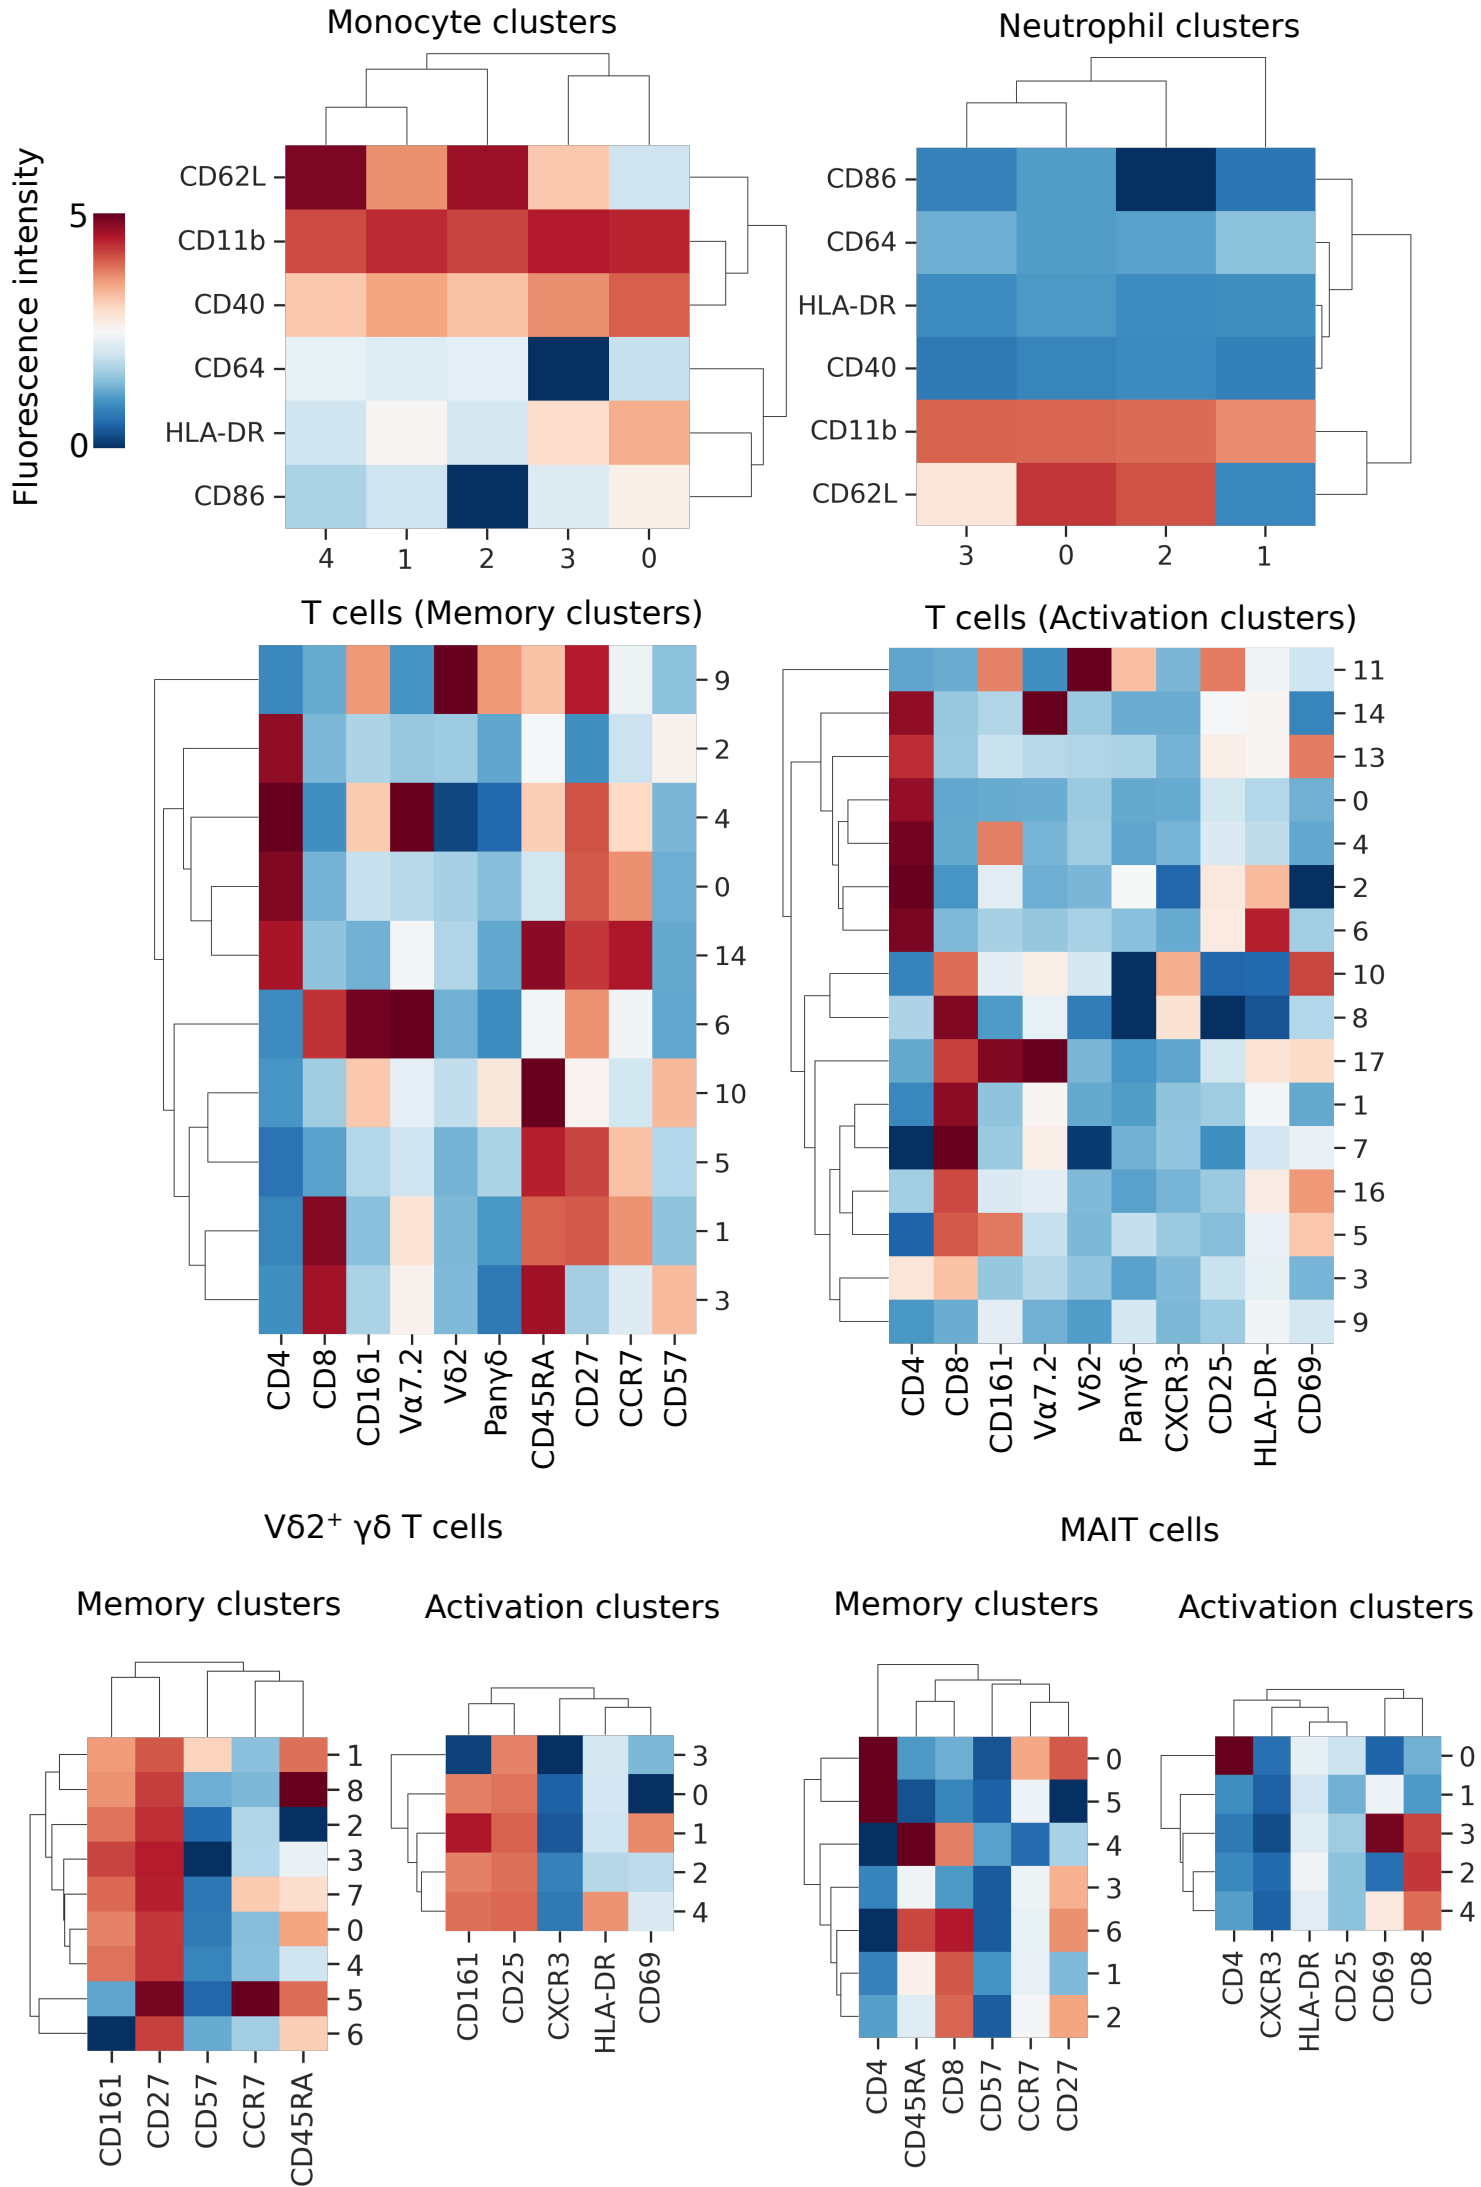 Monocyte clusters
Neutrophil clusters
Fluorescence intensity
5
0
CD62L
CD11b
CD40
CD64
HLA-DR
CD86
4 1 2 3 0
CD86
CD64
HLA-DR
CD40
CD11b
CD62L
3 0 2 1
T cells (Memory clusters)
9
2
4
0
14
6
10
5
1
3
CD4 CD8 CD161 Vα7.2 Vδ2 Panγδ CD45RA CD27 CCR7 CD57
T cells (Activation clusters)
11
14
13
0
4
2
6
10
8
17
1
7
16
5
3
9
CD4 CD8 CD161 Vα7.2 Vδ2 Panγδ CXCR3 CD25 HLA-DR CD69
Vδ2⁺ γδ T cells
Memory clusters
1
8
2
3
7
0
4
5
6
CD161 CD27 CD57 CCR7 CD45RA
Activation clusters
3
0
1
2
4
CD161 CD25 CXCR3 HLA-DR CD69
MAIT cells
Memory clusters
0
5
4
3
6
1
2
CD4 CD45RA CD8 CD57 CCR7 CD27
Activation clusters
0
1
3
2
4
CD4 CXCR3 HLA-DR CD25 CD69 CD8